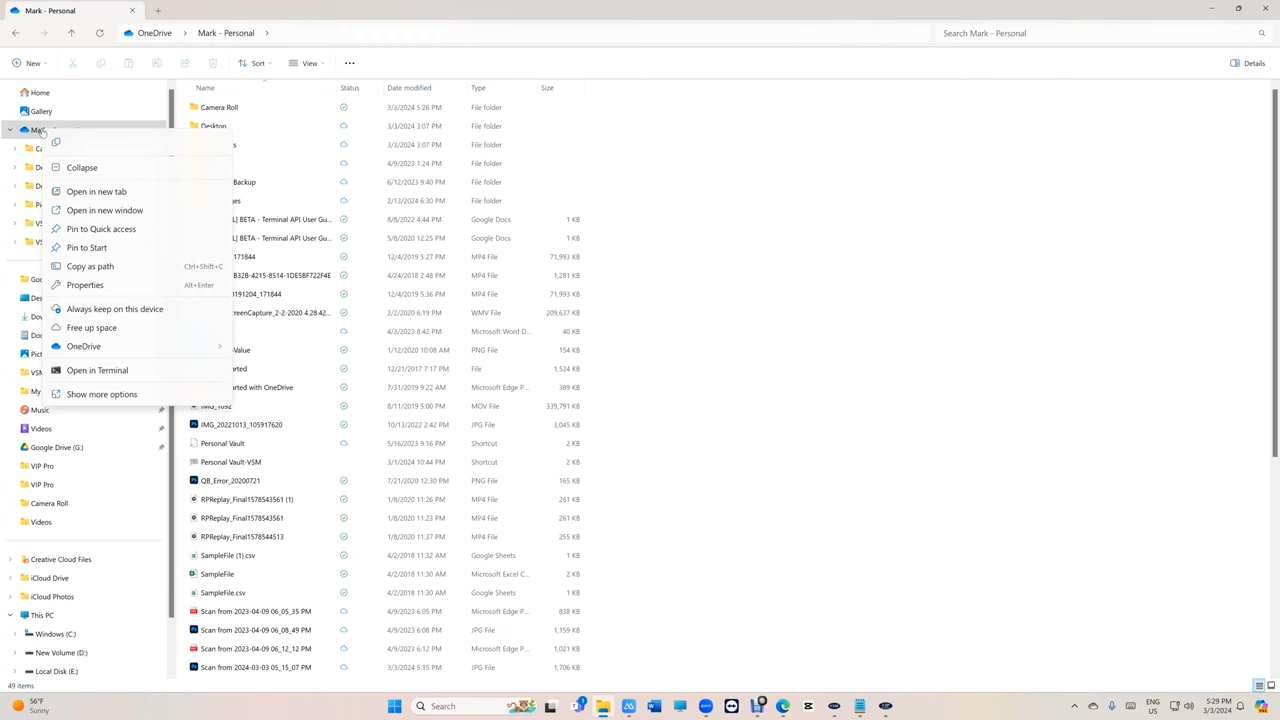 Mark - Personal
OneDrive
Mark - Personal
Search Mark - Personal
New
Sort
View
Details
Home
Gallery
Collapse
Open in new tab
Open in new window
Pin to Quick access
Pin to Start
Copy as path Ctrl+Shift+C
Properties Alt+Enter
Always keep on this device
Free up space
OneDrive
Open in Terminal
Show more options
Music
Videos
Google Drive (G:)
VIP Pro
VIP Pro
Camera Roll
Videos
Creative Cloud Files
iCloud Drive
iCloud Photos
This PC
Windows (C:)
New Volume (D:)
Local Disk (E:)
Name Status Date modified Type Size
Camera Roll 3/3/2024 5:26 PM File folder
Desktop 3/3/2024 3:07 PM File folder
3/3/2024 3:07 PM File folder
4/9/2023 1:24 PM File folder
Backup 6/12/2023 9:40 PM File folder
2/13/2024 6:30 PM File folder
BETA - Terminal API User Gu... 8/8/2022 4:44 PM Google Docs 1 KB
BETA - Terminal API User Gu... 5/8/2020 12:25 PM Google Docs 1 KB
171844 12/4/2019 5:27 PM MP4 File 71,993 KB
B32B-4215-8514-1DE5BF722F4E 4/24/2018 2:48 PM MP4 File 1,281 KB
0191204_171844 12/4/2019 5:36 PM MP4 File 71,993 KB
creenCapture_2-2-2020 4.28.42... 2/2/2020 6:19 PM WMV File 209,637 KB
4/3/2023 8:42 PM Microsoft Word D... 40 KB
-Value 1/12/2020 10:08 AM PNG File 154 KB
arted 12/21/2017 7:17 PM File 1,524 KB
arted with OneDrive 7/31/2019 9:22 AM Microsoft Edge P... 389 KB
IMG_1092 8/11/2019 5:00 PM MOV File 339,791 KB
IMG_20221013_105917620 10/13/2022 2:42 PM JPG File 3,045 KB
Personal Vault 5/16/2023 9:16 PM Shortcut 2 KB
Personal Vault-VSM 3/1/2024 10:44 PM Shortcut 2 KB
QB_Error_20200721 7/21/2020 12:30 PM PNG File 165 KB
RPReplay_Final1578543561 (1) 1/8/2020 11:26 PM MP4 File 261 KB
RPReplay_Final1578543561 1/8/2020 11:23 PM MP4 File 261 KB
RPReplay_Final1578544513 1/8/2020 11:37 PM MP4 File 255 KB
SampleFile (1).csv 4/2/2018 11:32 AM Google Sheets 1 KB
SampleFile 4/2/2018 11:30 AM Microsoft Excel C... 2 KB
SampleFile.csv 4/2/2018 11:30 AM Google Sheets 1 KB
Scan from 2023-04-09 06_05_35 PM 4/9/2023 6:05 PM Microsoft Edge P... 838 KB
Scan from 2023-04-09 06_08_49 PM 4/9/2023 6:08 PM JPG File 1,159 KB
Scan from 2023-04-09 06_12_12 PM 4/9/2023 6:12 PM Microsoft Edge P... 1,021 KB
Scan from 2024-03-03 05_15_07 PM 3/3/2024 5:15 PM JPG File 1,706 KB
49 items
56°F
Sunny
Search
ENG
US
5:29 PM
3/3/2024